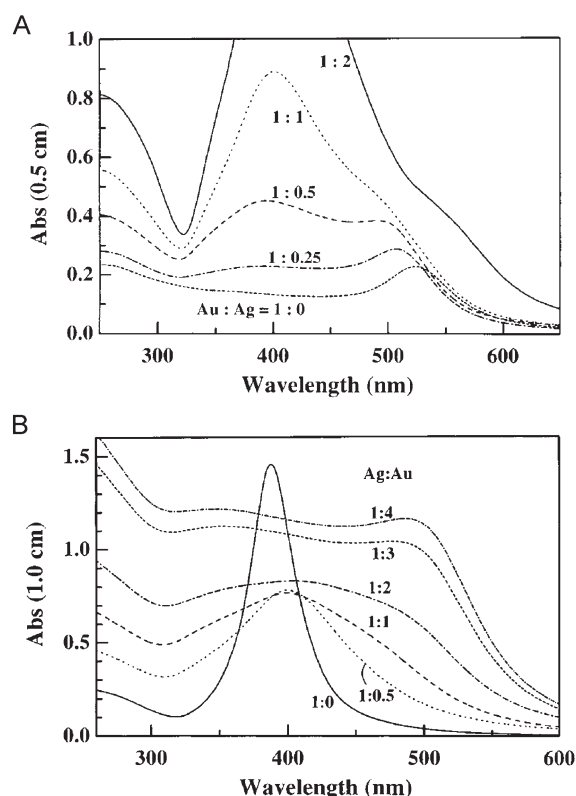 A
1.0
0.8
0.6
0.4
0.2
0.0
Abs (0.5 cm)
1 : 2
1 : 1
1 : 0.5
1 : 0.25
Au : Ag = 1 : 0
300
400
500
600
Wavelength (nm)
B
1.5
1.0
0.5
0.0
Abs (1.0 cm)
Ag:Au
1:4
1:3
1:2
1:1
1:0
1:0.5
300
400
500
600
Wavelength (nm)